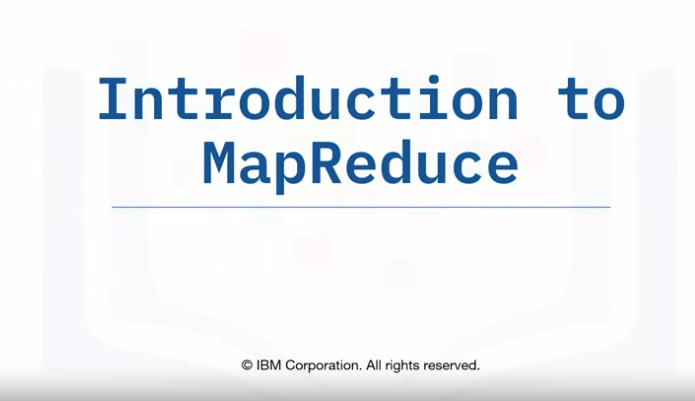 Introduction to
MapReduce
© IBM Corporation. All rights reserved.